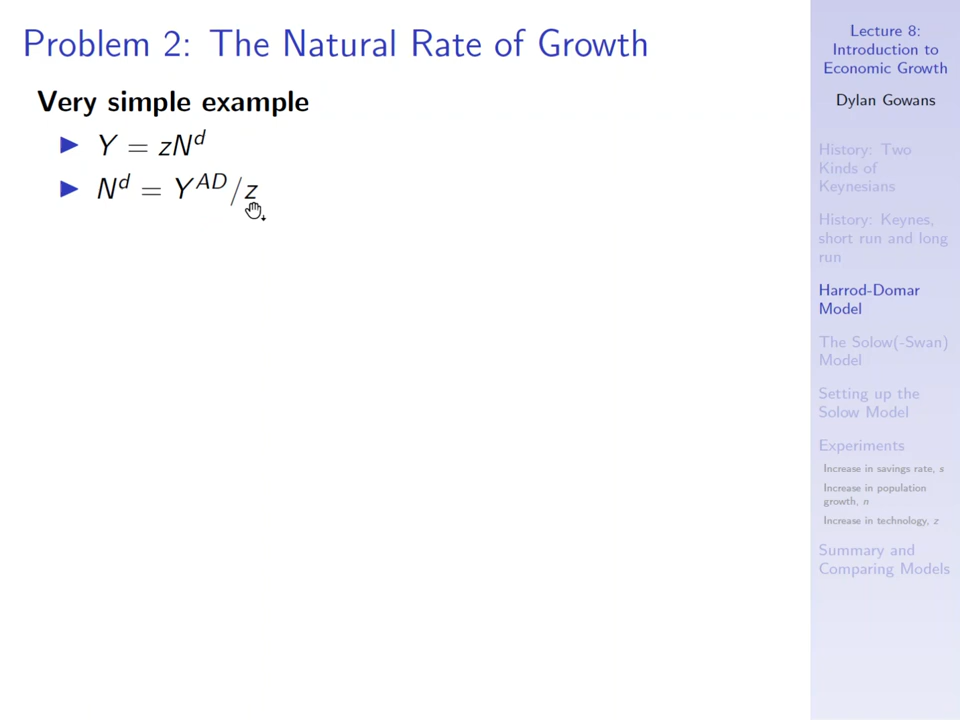 Problem 2: The Natural Rate of Growth
Very simple example
▶ Y = zN^d
▶ N^d = Y^{AD}/z
Lecture 8:
Introduction to
Economic Growth
Dylan Gowans
History: Two
Kinds of
Keynesians
History: Keynes,
short run and long
run
Harrod-Domar
Model
The Solow(-Swan)
Model
Setting up the
Solow Model
Experiments
Increase in savings rate, s
Increase in population
growth, n
Increase in technology, z
Summary and
Comparing Models